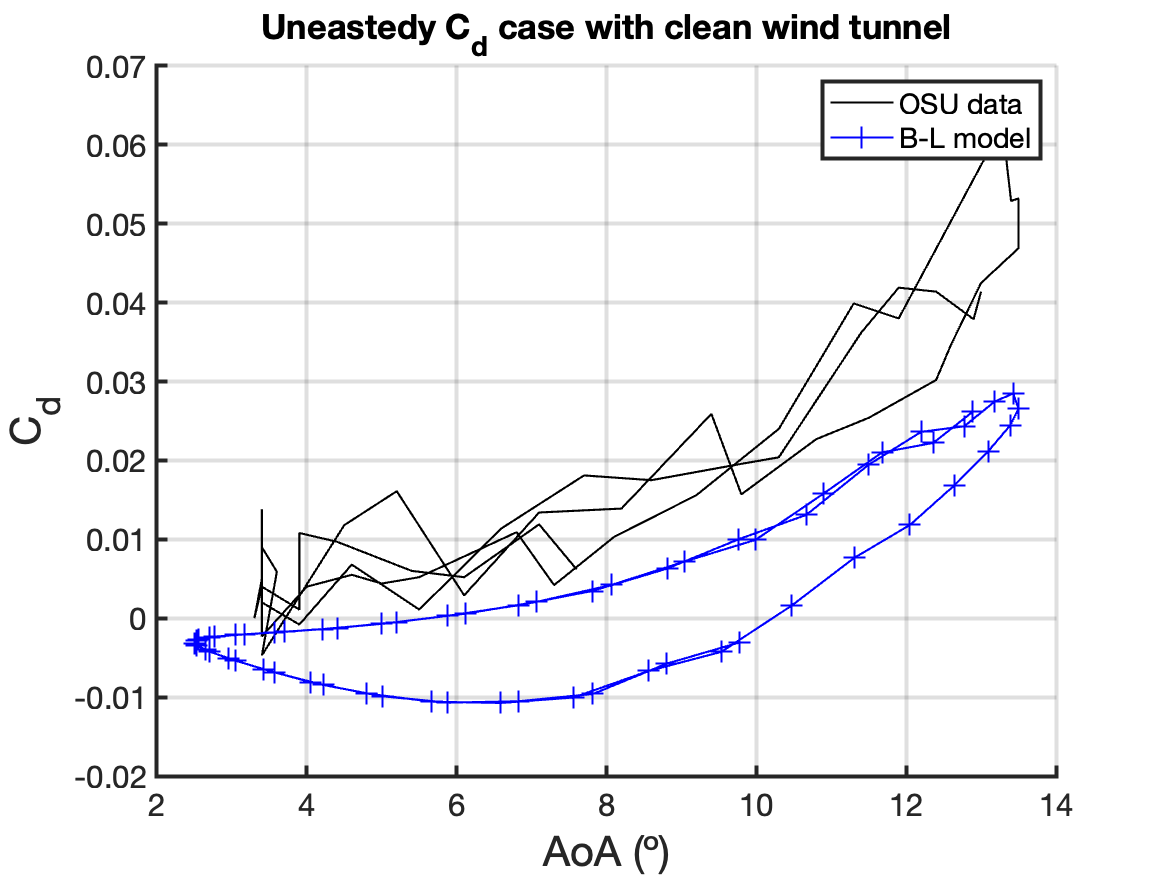 Uneastedy C_d case with clean wind tunnel
OSU data
B-L model
0.07
0.06
0.05
0.04
0.03
0.02
0.01
0
-0.01
-0.02
C_d
2 4 6 8 10 12 14
AoA (º)